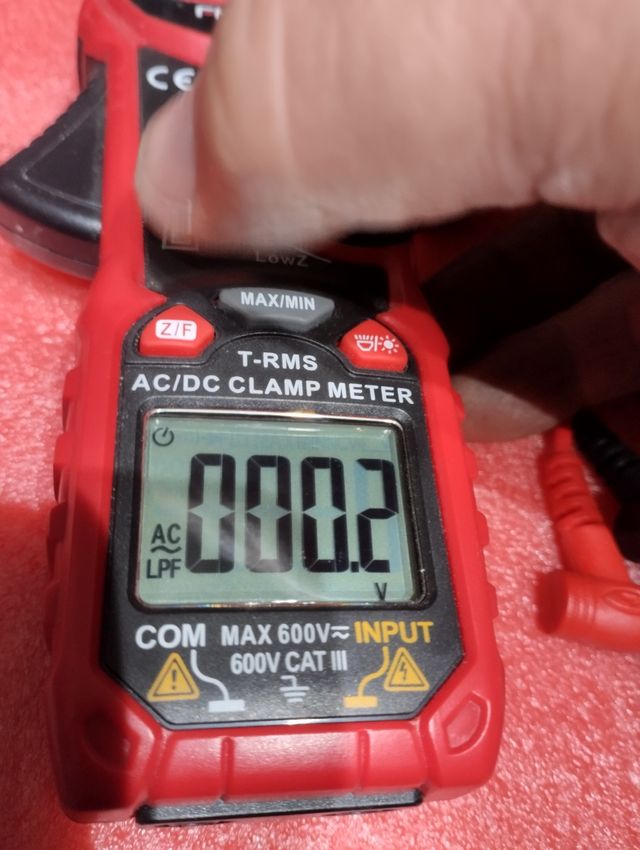 CE
LowZ
MAX/MIN
Z/F
T-RMS
AC/DC CLAMP METER
000.2
AC
LPF
V
COM MAX 600V⎓ INPUT
600V CAT III